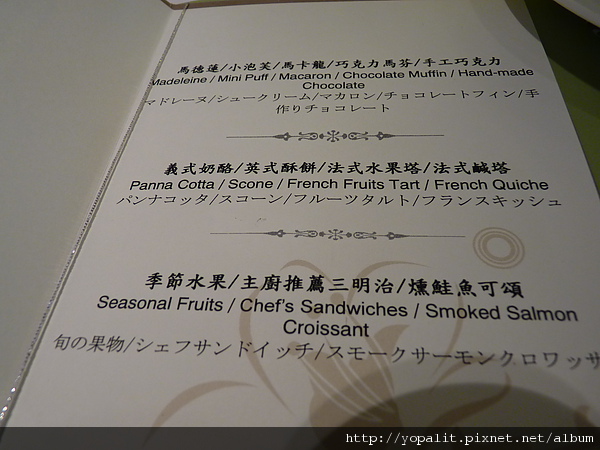 馬德蓮/小泡芙/馬卡龍/巧克力馬芬/手工巧克力
Madeleine / Mini Puff / Macaron / Chocolate Muffin / Hand-made
Chocolate
マドレーヌ/シュークリーム/マカロン/チョコレートフィン/手
作りチョコレート
義式奶酪/英式酥餅/法式水果塔/法式鹹塔
Panna Cotta / Scone / French Fruits Tart / French Quiche
パンナコッタ/スコーン/フルーツタルト/フランスキッシュ
季節水果/主廚推薦三明治/燻鮭魚可頌
Seasonal Fruits / Chef's Sandwiches / Smoked Salmon
Croissant
旬の果物/シェフサンドイッチ/スモークサーモンクロワッサ
http://yopalit.pixnet.net/album